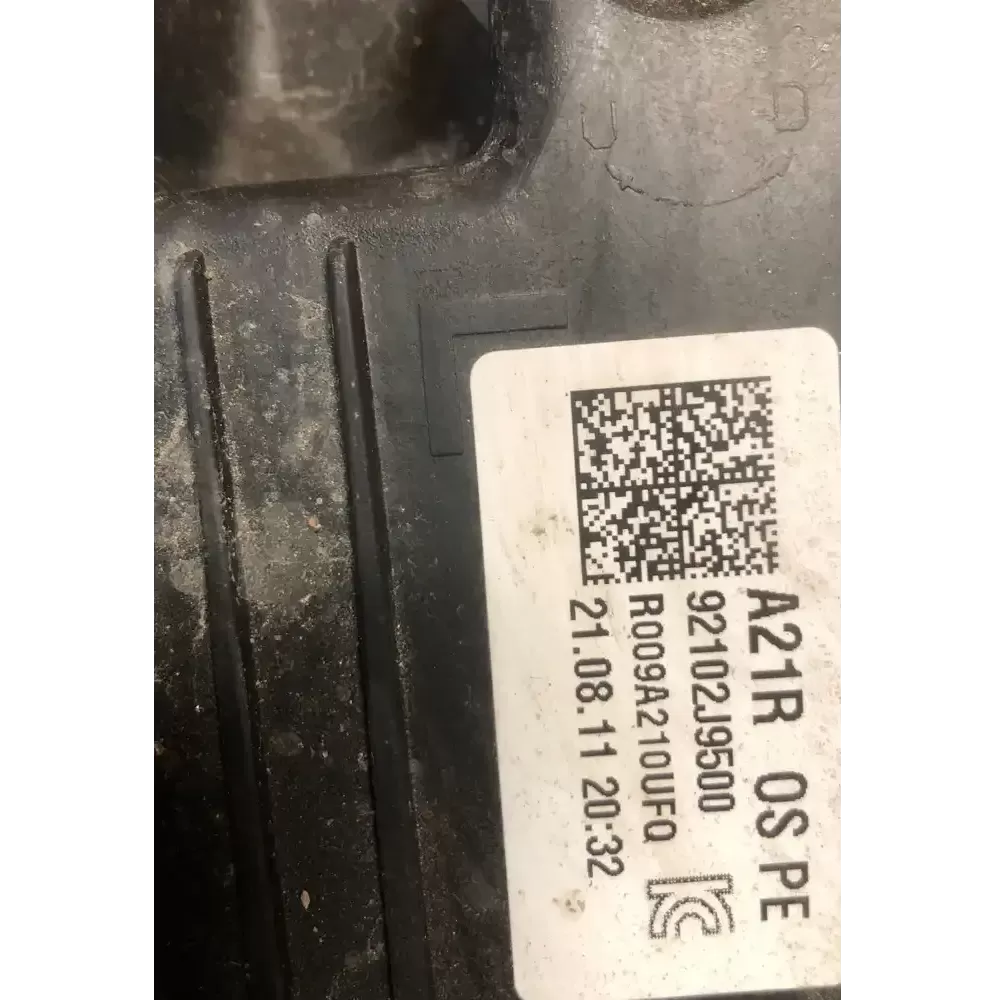 A21R OS PE
92102J9500
R009A210UFQ
21.08.11 20:32